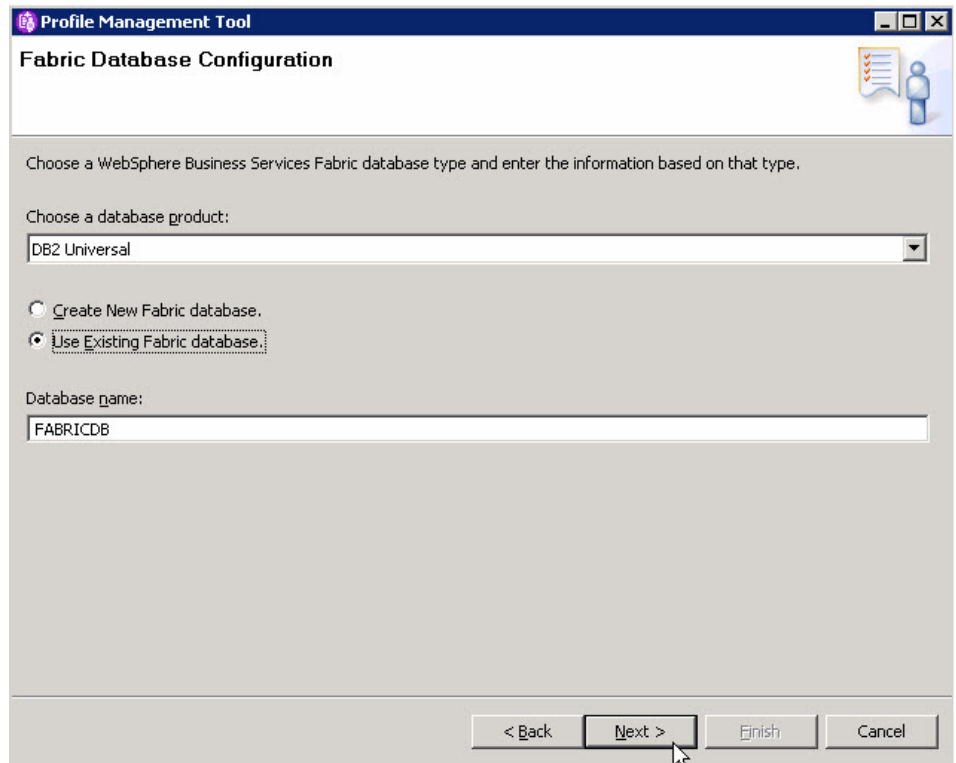 Profile Management Tool
Fabric Database Configuration
Choose a WebSphere Business Services Fabric database type and enter the information based on that type.
Choose a database product:
DB2 Universal
Create New Fabric database.
Use Existing Fabric database.
Database name:
FABRICDB
< Back Next > Finish Cancel